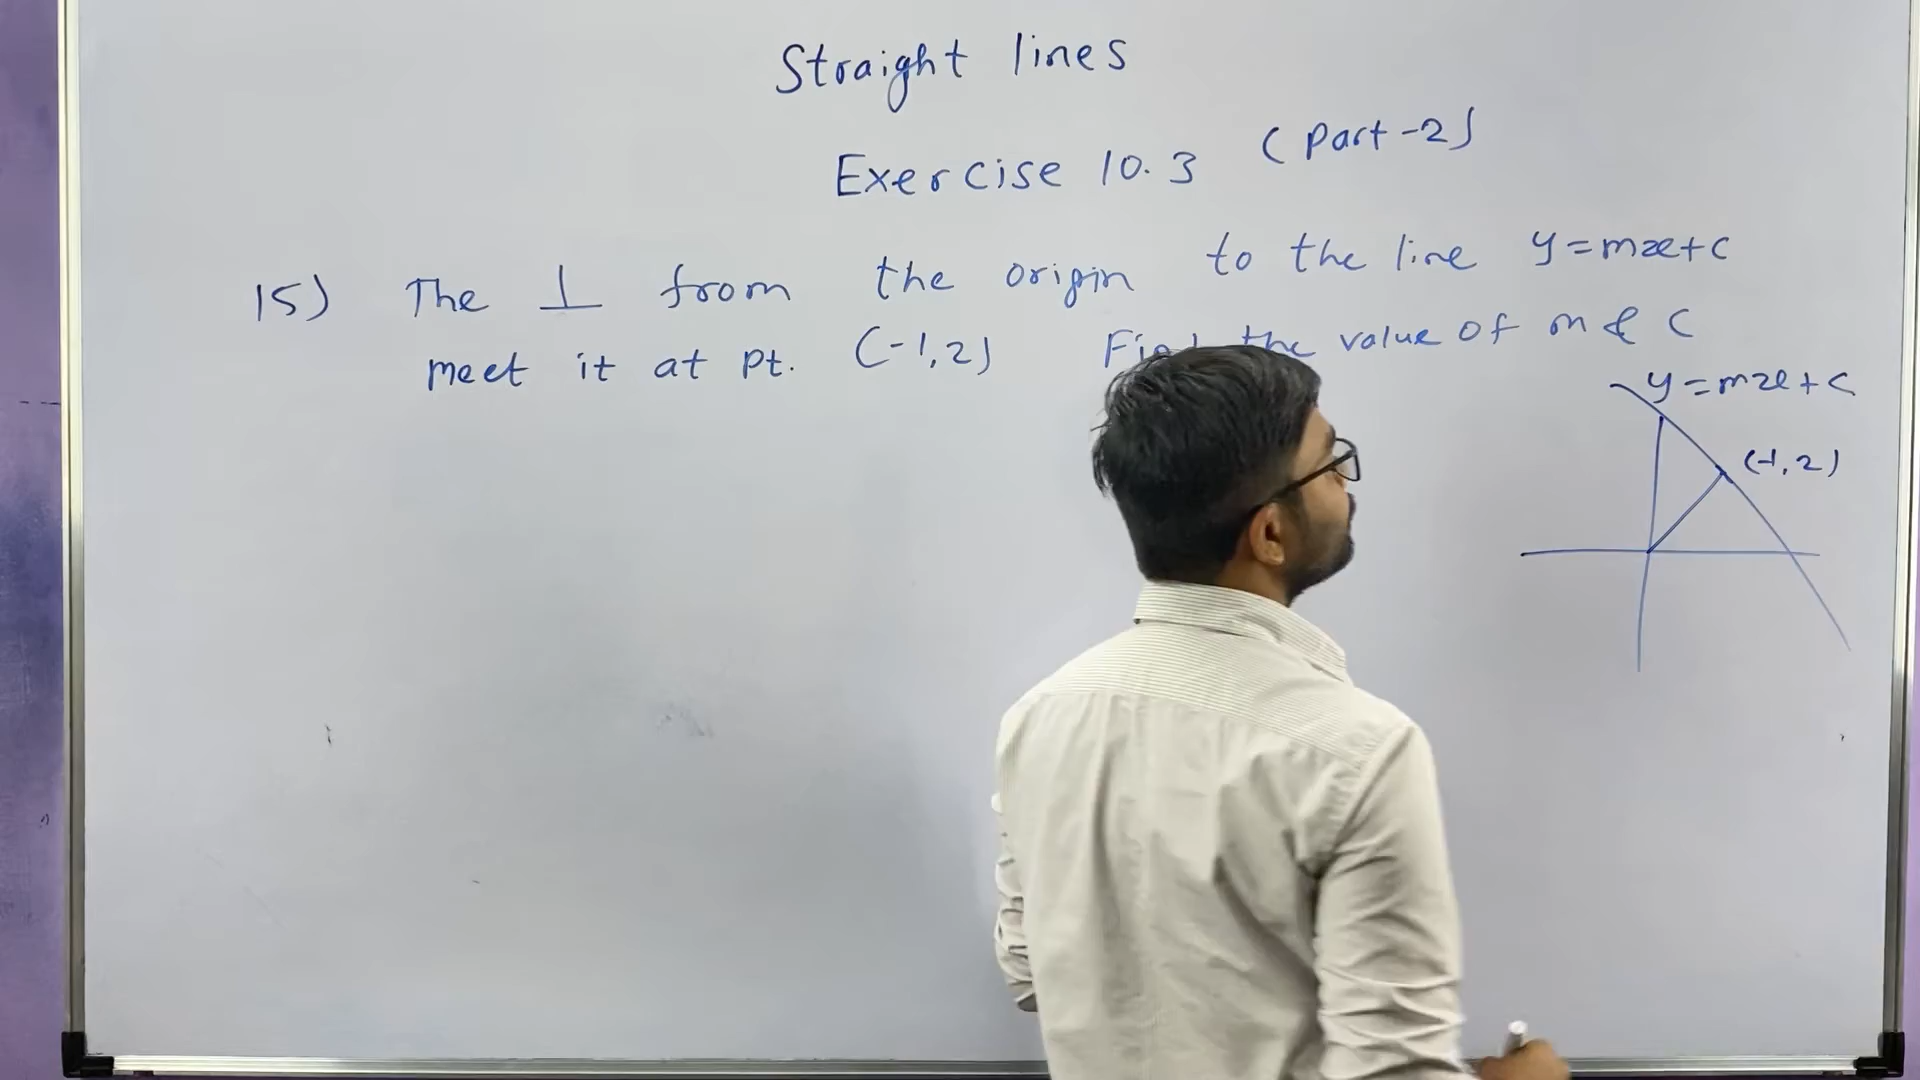 Straight lines
Exercise 10.3 (Part-2)
15) The ⊥ from the origin to the line y=mx+c
meet it at pt. (-1,2) Find the value of m & c
y=mx+c
(-1,2)